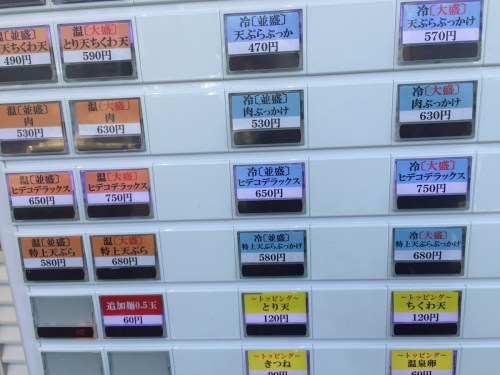 温〔並盛〕
天ちくわ天
490円
温〔大盛〕
とり天ちくわ天
590円
冷〔並盛〕
天ぷらぶっか
470円
冷〔大盛〕
天ぷらぶっかけ
570円
温〔並盛〕
肉
530円
温〔大盛〕
肉
630円
冷〔並盛〕
肉ぶっかけ
530円
冷〔大盛〕
肉ぶっかけ
630円
温〔並盛〕
ヒデコデラックス
650円
温〔大盛〕
ヒデコデラックス
750円
冷〔並盛〕
ヒデコデラックス
650円
冷〔大盛〕
ヒデコデラックス
750円
温〔並盛〕
特上天ぷら
580円
温〔大盛〕
特上天ぷら
680円
冷〔並盛〕
特上天ぷらぶっかけ
580円
冷〔大盛〕
特上天ぷらぶっかけ
680円
追加麺0.5玉
60円
～トッピング～
とり天
120円
～トッピング～
ちくわ天
120円
～トッピング～
きつね
～トッピング～
温泉卵